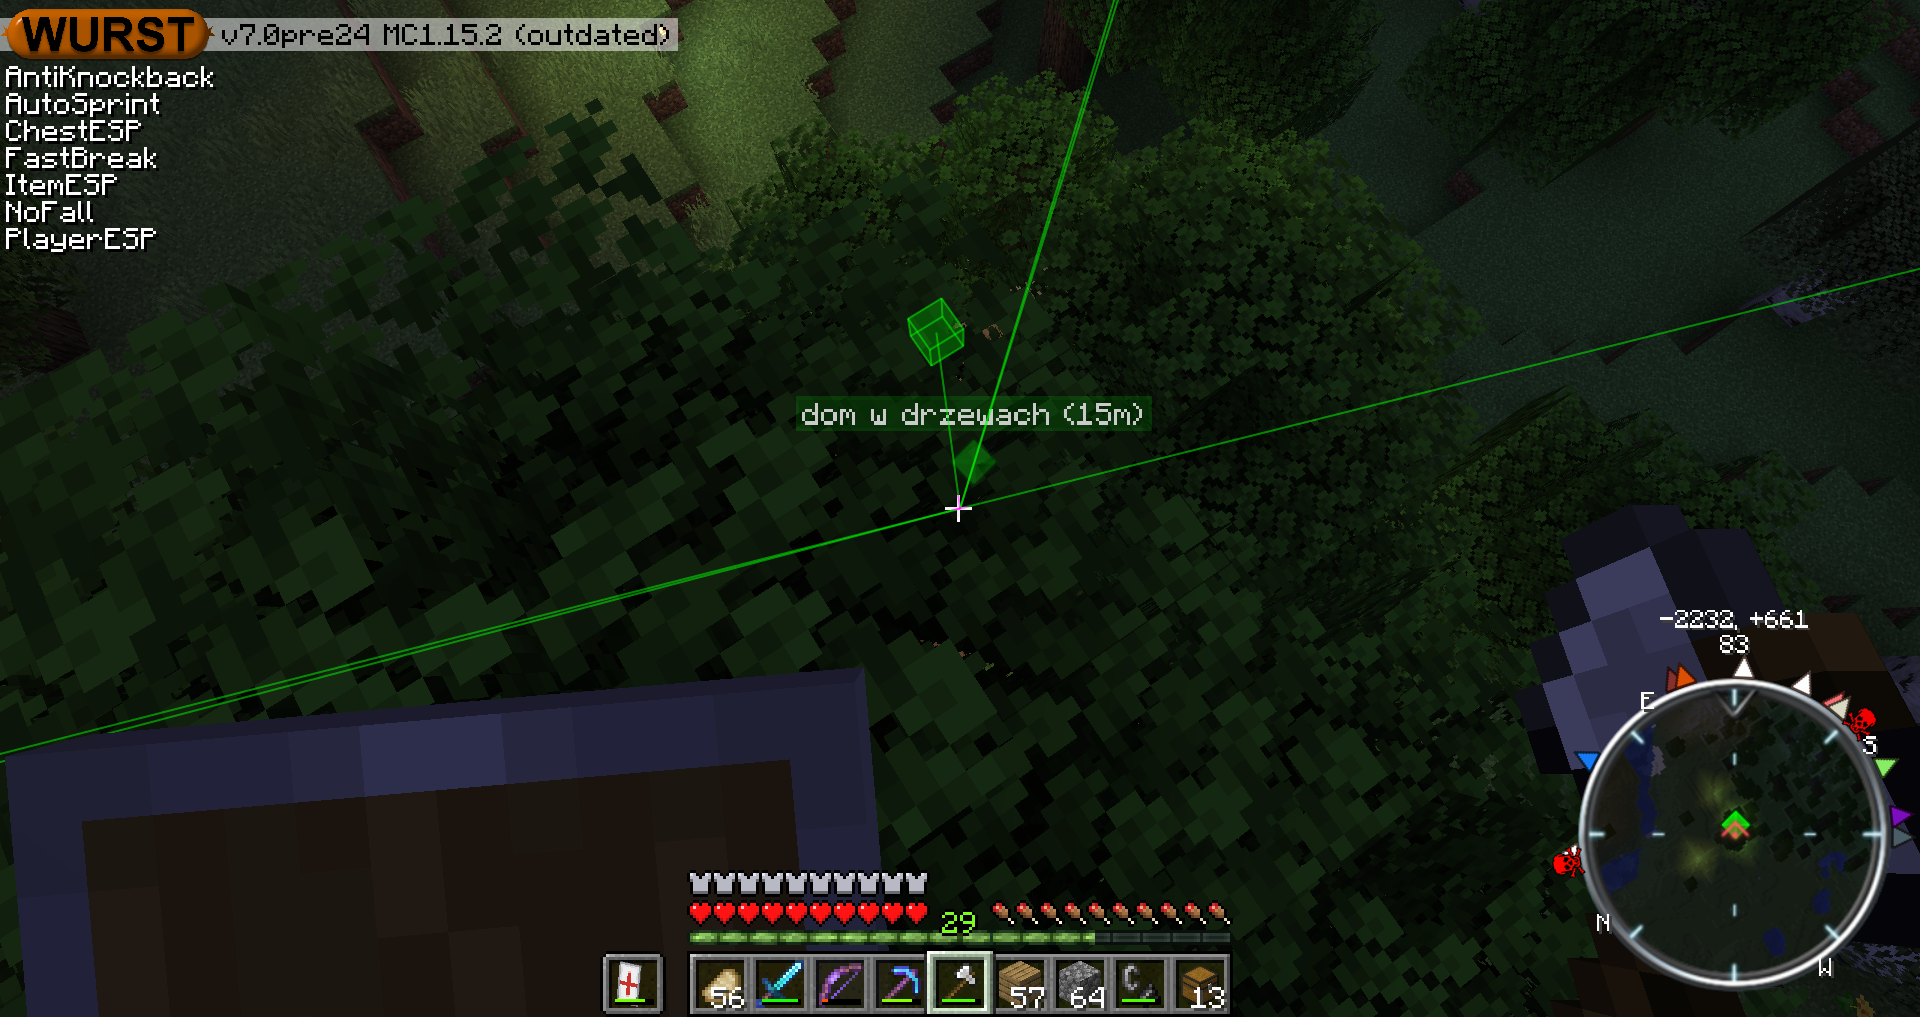 WURST v7.0pre24 MC1.15.2 (outdated)
AntiKnockback
AutoSprint
ChestESP
FastBreak
ItemESP
NoFall
PlayerESP
dom w drzewach (15m)
-2232, +661
83
E
S
N
W
29
56
57
64
13